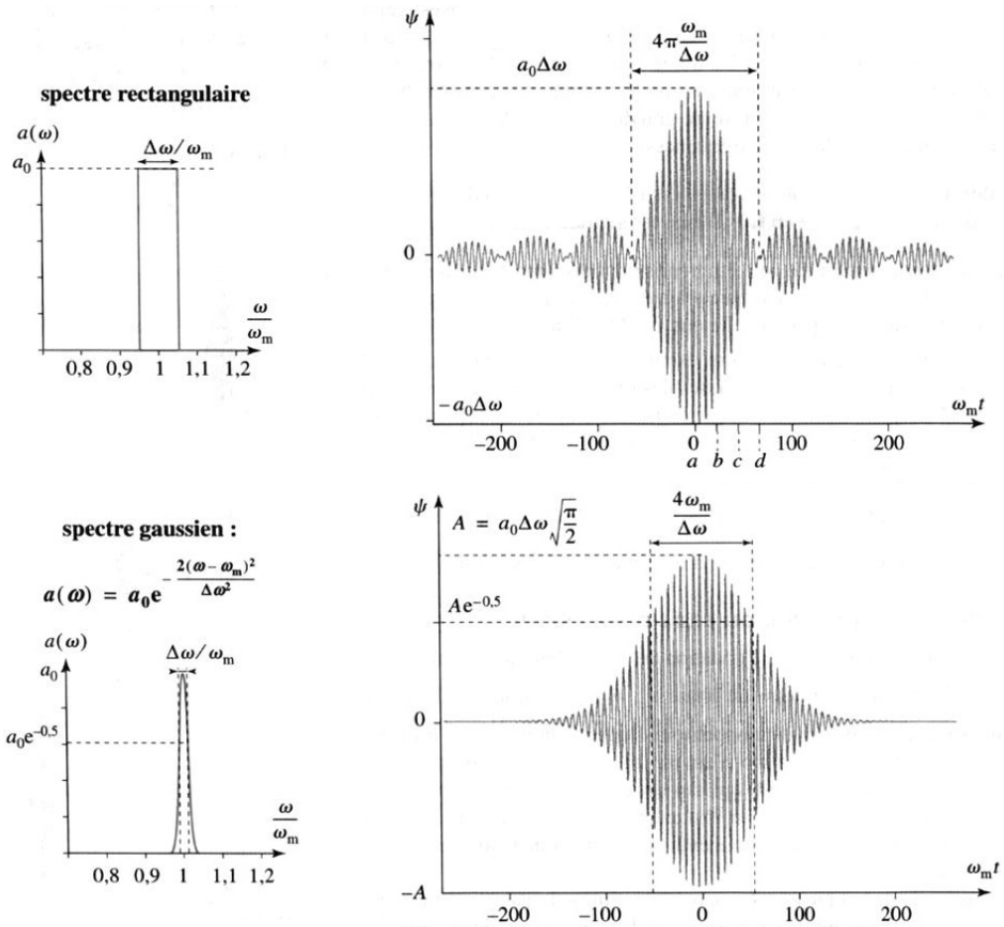 spectre rectangulaire
a(ω)
a₀
Δω/ωₘ
ω/ωₘ
0,8 0,9 1 1,1 1,2
ψ
4π ωₘ/Δω
a₀Δω
0
−a₀Δω
ωₘt
−200 −100 0 100 200
a b c d
spectre gaussien :
a(ω) = a₀e^(−2(ω − ωₘ)²/Δω²)
a(ω)
a₀
Δω/ωₘ
a₀e⁻⁰,⁵
ω/ωₘ
0,8 0,9 1 1,1 1,2
ψ
A = a₀Δω√(π/2)
4ωₘ/Δω
Ae⁻⁰,⁵
0
−A
ωₘt
−200 −100 0 100 200